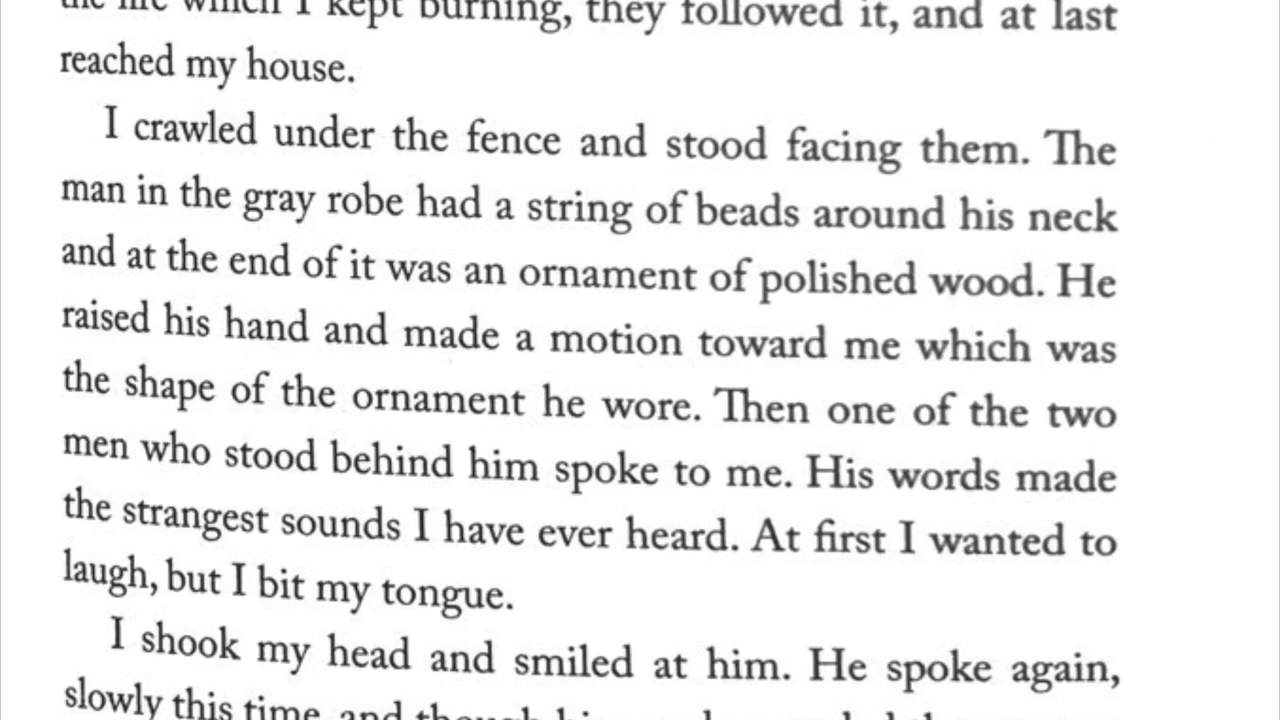 the fire which I kept burning, they followed it, and at last
reached my house.
I crawled under the fence and stood facing them. The
man in the gray robe had a string of beads around his neck
and at the end of it was an ornament of polished wood. He
raised his hand and made a motion toward me which was
the shape of the ornament he wore. Then one of the two
men who stood behind him spoke to me. His words made
the strangest sounds I have ever heard. At first I wanted to
laugh, but I bit my tongue.
I shook my head and smiled at him. He spoke again,
slowly this time, and though his